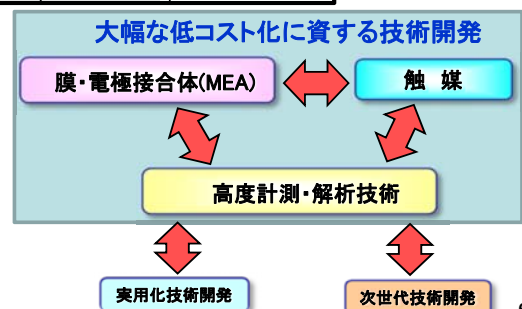 大幅な低コスト化に資する技術開発
膜・電極接合体(MEA)
触 媒
高度計測・解析技術
実用化技術開発
次世代技術開発